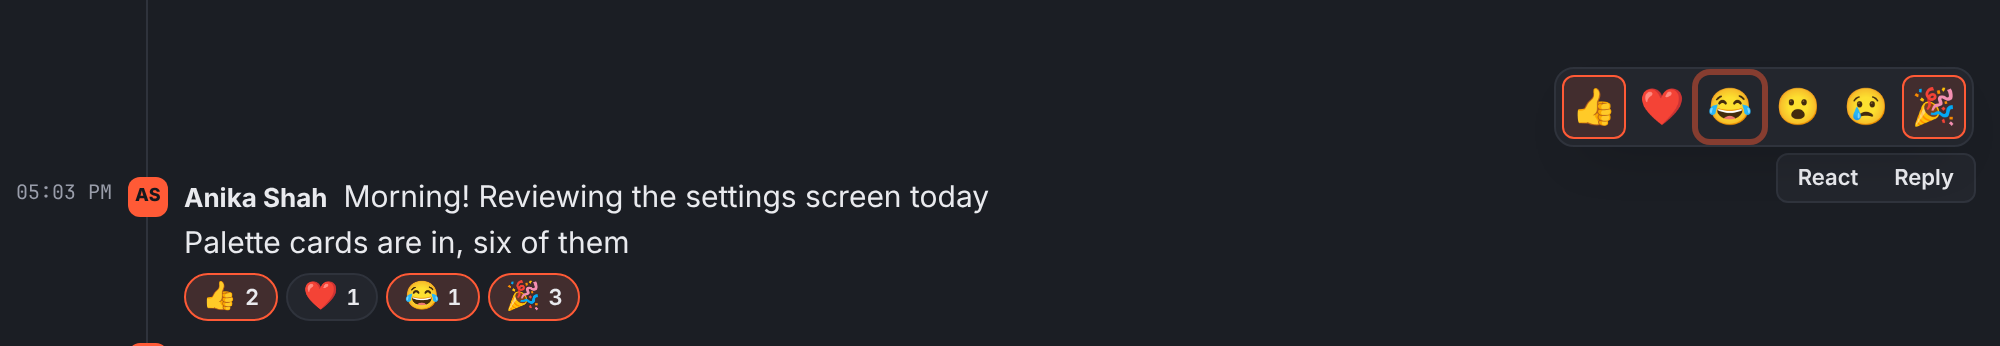 React Reply
05:03 PM AS Anika Shah Morning! Reviewing the settings screen today
Palette cards are in, six of them
👍 2 ❤️ 1 😂 1 🎉 3